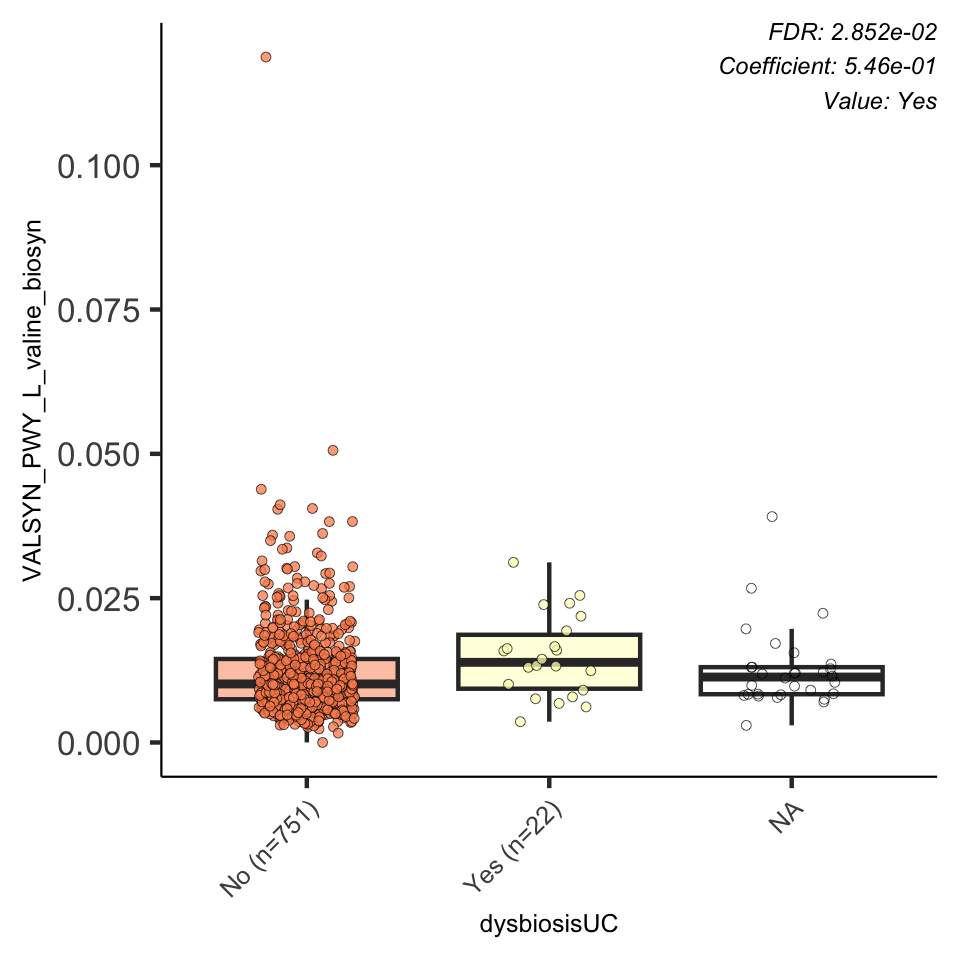 FDR: 2.852e-02
Coefficient: 5.46e-01
Value: Yes
VALSYN_PWY_L_valine_biosyn
0.100
0.075
0.050
0.025
0.000
No (n=751)
Yes (n=22)
NA
dysbiosisUC